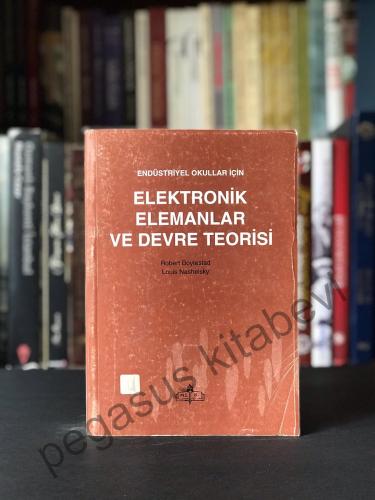 ENDÜSTRİYEL OKULLAR İÇİN
ELEKTRONİK
ELEMANLAR
VE DEVRE TEORİSİ
Robert Boylestad
Louis Nashelsky
pegasus kitabevi